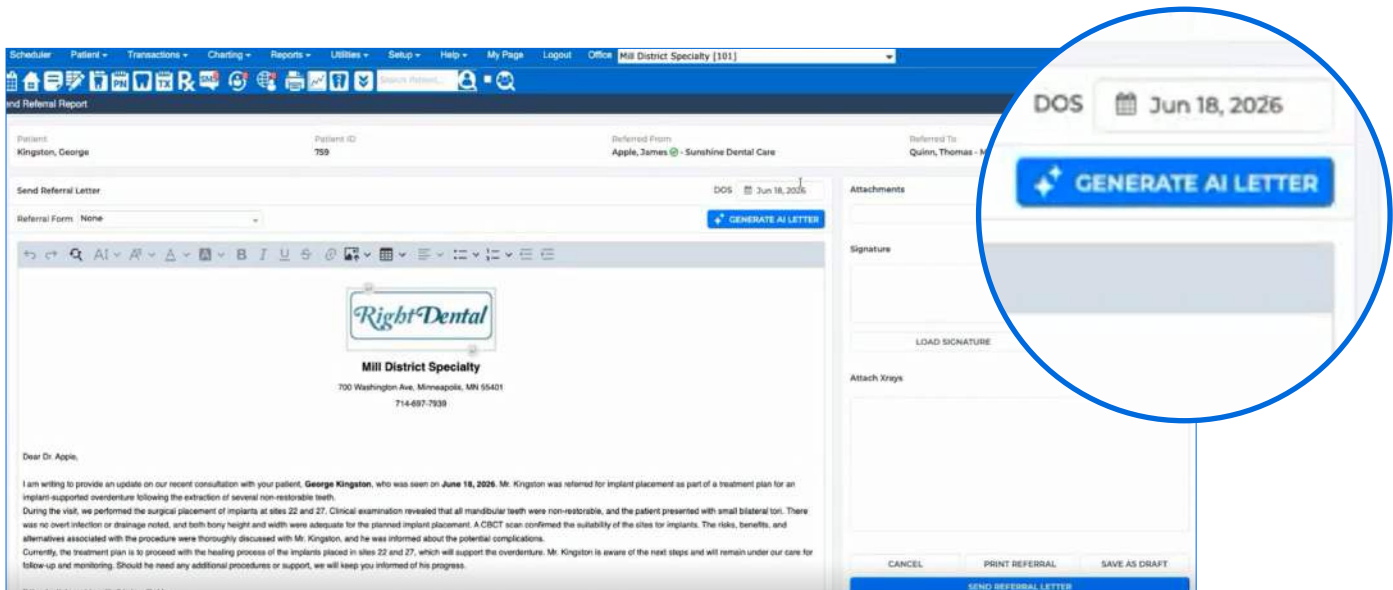 Scheduler Patient Transactions Charting Reports Utilities Setup Help My Page Logout Office Mill District Specialty [101]
PN TX SMS Search Patient...
nd Referral Report
Patient Patient ID Referred From Referred To
Kingston, George 759 Apple, James - Sunshine Dental Care Quinn, Thomas - M
Send Referral Letter DOS Jun 18, 2026 Attachments
Referral Form None GENERATE AI LETTER
Signature
Right Dental
LOAD SIGNATURE
Mill District Specialty
700 Washington Ave, Minneapolis, MN 55401
714-697-7939
Attach Xrays
Dear Dr. Apple,
I am writing to provide an update on our recent consultation with your patient, George Kingston, who was seen on June 18, 2026. Mr. Kingston was referred for implant placement as part of a treatment plan for an
implant-supported overdenture following the extraction of several non-restorable teeth.
During the visit, we performed the surgical placement of implants at sites 22 and 27. Clinical examination revealed that all mandibular teeth were non-restorable, and the patient presented with small bilateral tori. There
was no overt infection or drainage noted, and both bony height and width were adequate for the planned implant placement. A CBCT scan confirmed the suitability of the sites for implants. The risks, benefits, and
alternatives associated with the procedure were thoroughly discussed with Mr. Kingston, and he was informed about the potential complications.
Currently, the treatment plan is to proceed with the healing process of the implants placed in sites 22 and 27, which will support the overdenture. Mr. Kingston is aware of the next steps and will remain under our care for
follow-up and monitoring. Should he need any additional procedures or support, we will keep you informed of his progress.
CANCEL PRINT REFERRAL SAVE AS DRAFT
SEND REFERRAL LETTER
DOS Jun 18, 2026
GENERATE AI LETTER